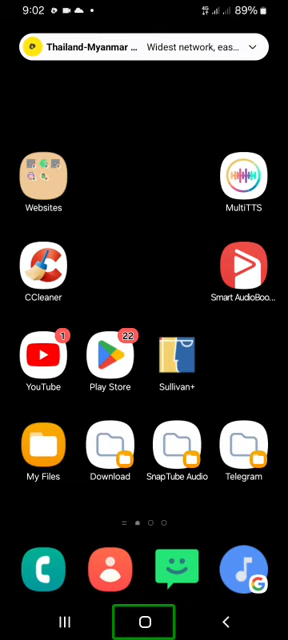 9:02
4G
89%
Thailand-Myanmar ... Widest network, eas...
Websites
MultiTTS
CCleaner
Smart AudioBoo...
1
22
YouTube
Play Store
Sullivan+
My Files
Download
SnapTube Audio
Telegram
G